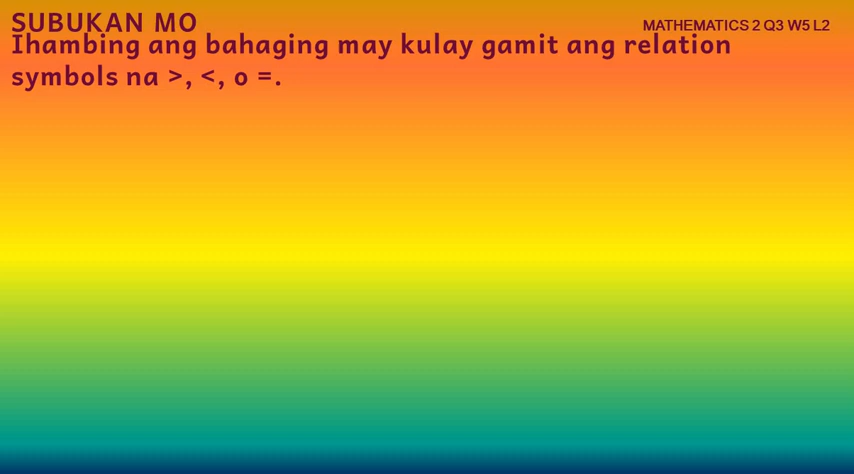 SUBUKAN MO
MATHEMATICS 2 Q3 W5 L2
Ihambing ang bahaging may kulay gamit ang relation
symbols na >, <, o =.